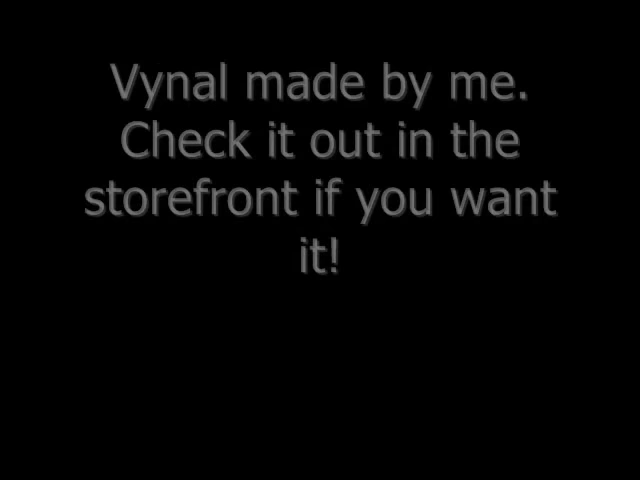 Vynal made by me.
Check it out in the
storefront if you want
it!